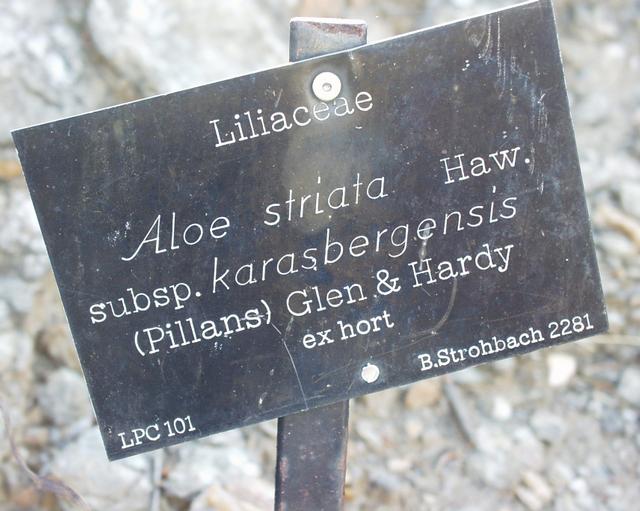 Liliaceae
Aloe striata Haw.
subsp. karasbergensis
(Pillans) Glen & Hardy
ex hort
B.Strohbach 2281
LPC 101